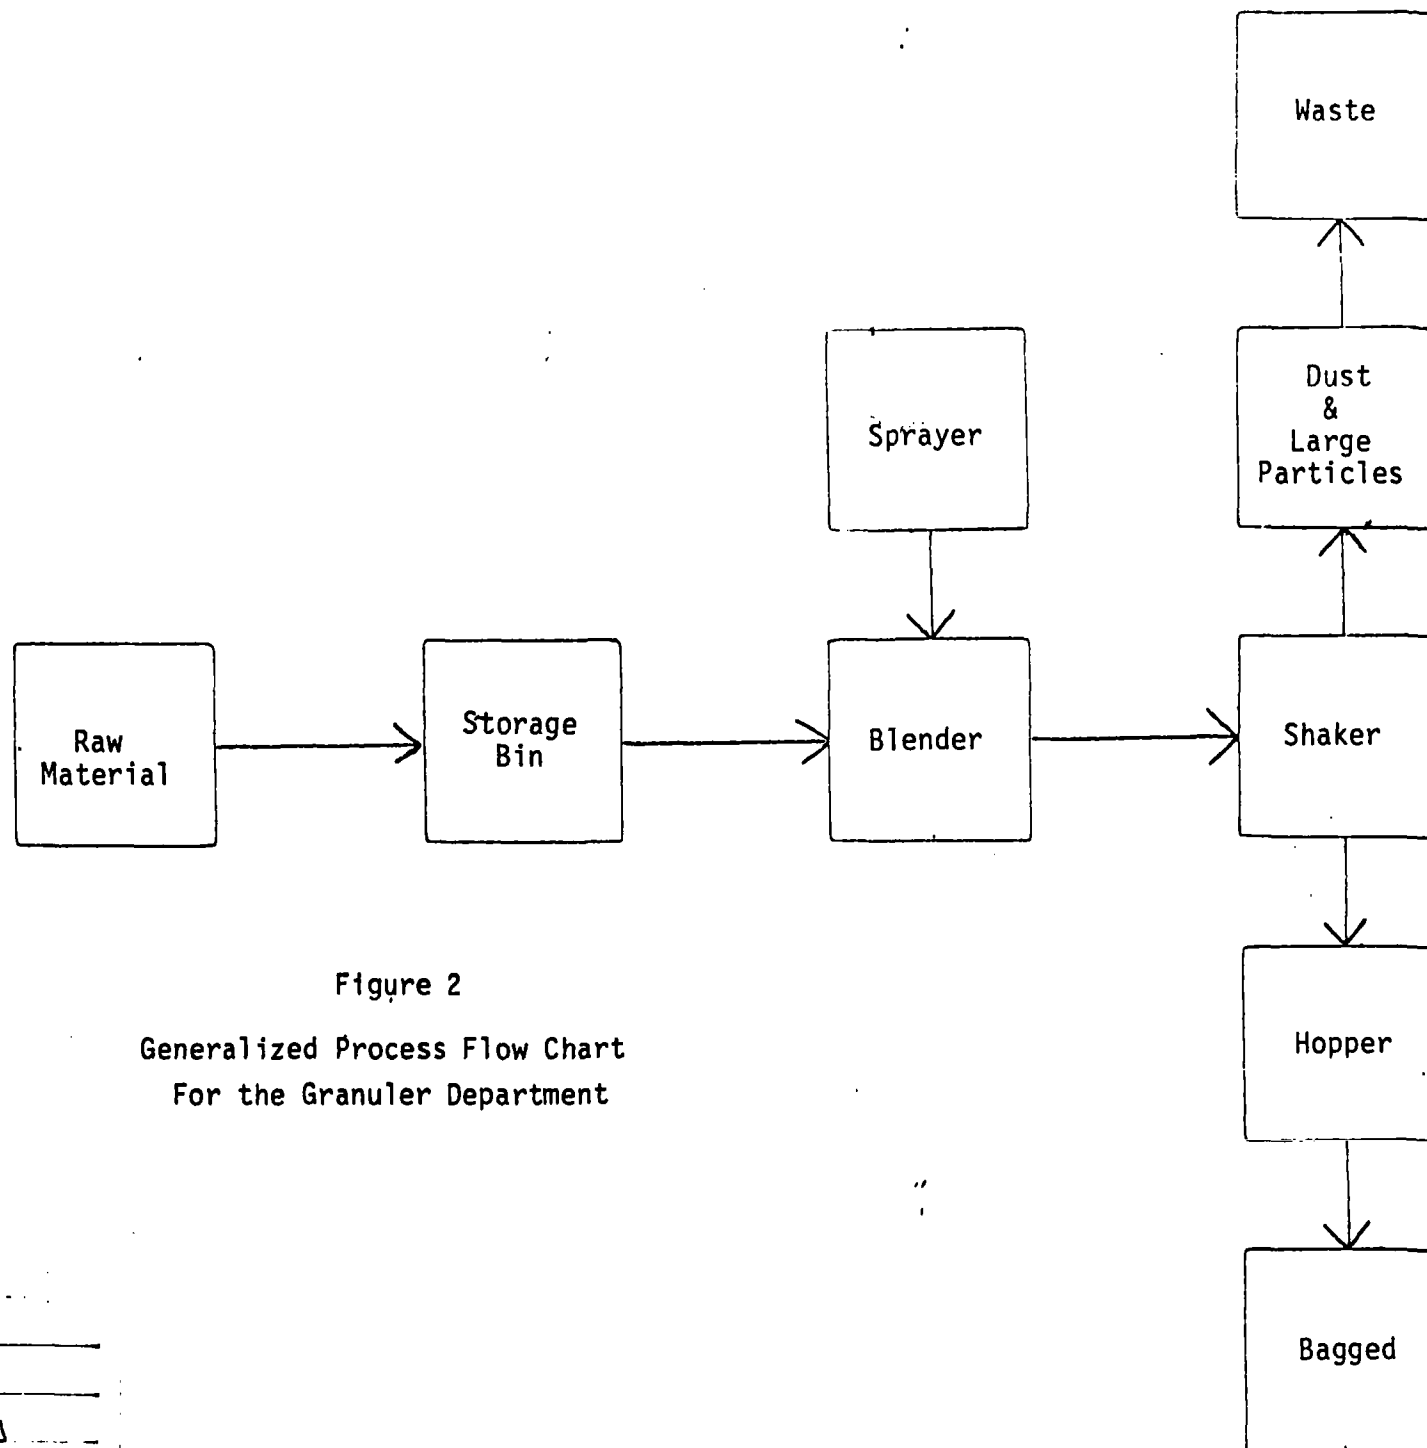 Waste
Dust
&
Large
Particles
Sprayer
Raw
Material
Storage
Bin
Blender
Shaker
Hopper
Bagged
Figure 2
Generalized Process Flow Chart
For the Granuler Department